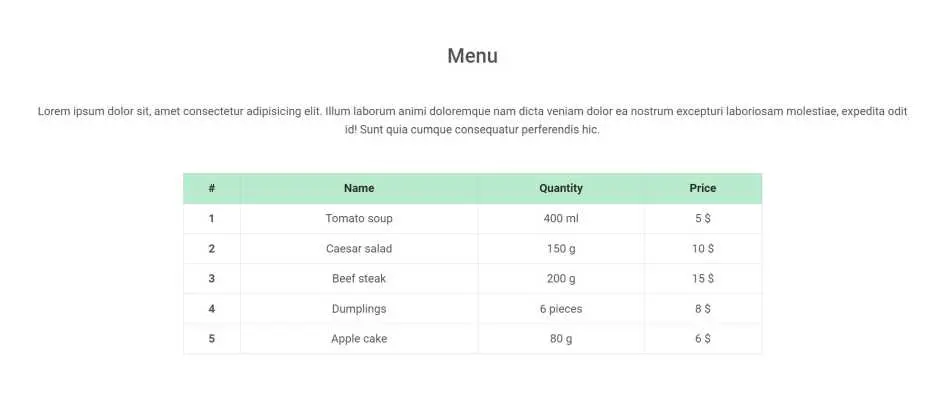 Menu
Lorem ipsum dolor sit, amet consectetur adipisicing elit. Illum laborum animi doloremque nam dicta veniam dolor ea nostrum excepturi laboriosam molestiae, expedita odit
id! Sunt quia cumque consequatur perferendis hic.
# Name Quantity Price
1 Tomato soup 400 ml 5 $
2 Caesar salad 150 g 10 $
3 Beef steak 200 g 15 $
4 Dumplings 6 pieces 8 $
5 Apple cake 80 g 6 $